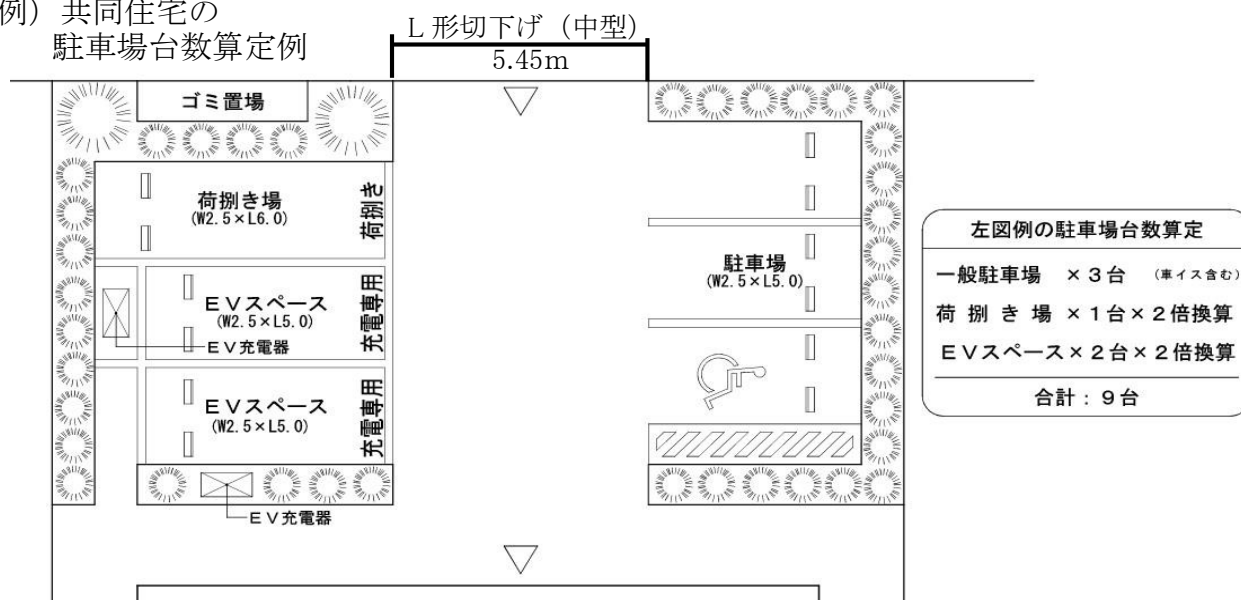 例）共同住宅の
駐車場台数算定例
L 形切下げ（中型）
5.45m
ゴミ置場
荷捌き場
(W2.5×L6.0)
荷捌き
EVスペース
(W2.5×L5.0)
EV充電器
充電専用
EVスペース
(W2.5×L5.0)
充電専用
EV充電器
駐車場
(W2.5×L5.0)
左図例の駐車場台数算定
一般駐車場 ×3台 （車イス含む）
荷 捌 き 場 ×1台×2倍換算
EVスペース×2台×2倍換算
合計：9台